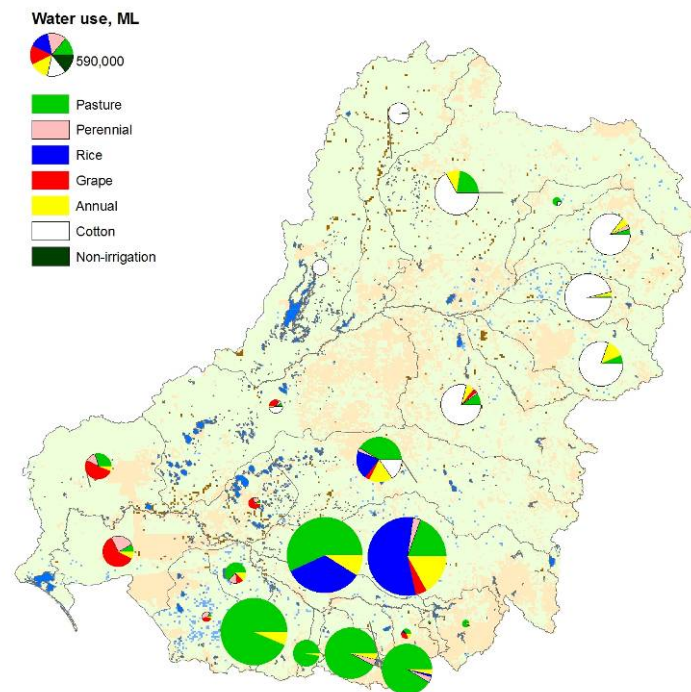 Water use, ML
590,000
Pasture
Perennial
Rice
Grape
Annual
Cotton
Non-irrigation